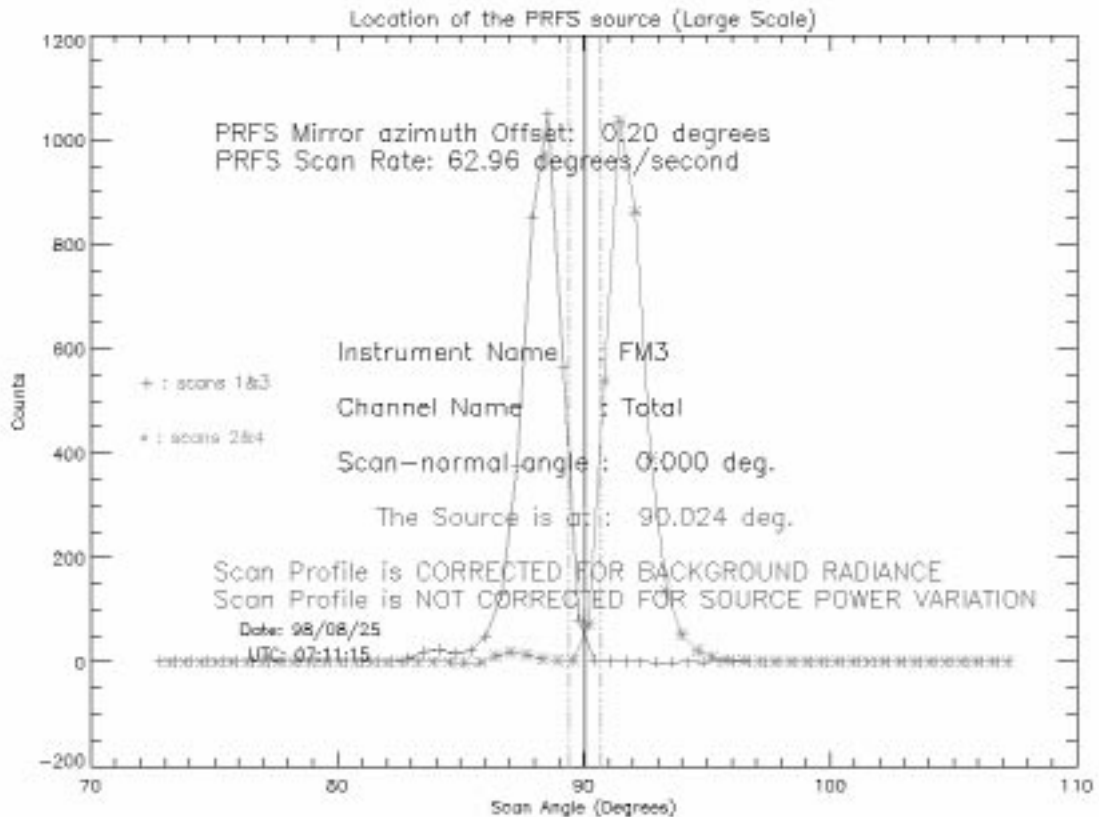 Location of the PRFS source (Large Scale)
1200
1000
800
600
400
200
0
-200
Counts
PRFS Mirror azimuth Offset: 0.20 degrees
PRFS Scan Rate: 62.96 degrees/second
Instrument Name : FM3
+ : scans 1&3
Channel Name : Total
* : scans 2&4
Scan-normal-angle : 0.000 deg.
The Source is at : 90.024 deg.
Scan Profile is CORRECTED FOR BACKGROUND RADIANCE
Scan Profile is NOT CORRECTED FOR SOURCE POWER VARIATION
Date: 98/08/25
UTC: 07:11:15
70 80 90 100 110
Scan Angle (Degrees)